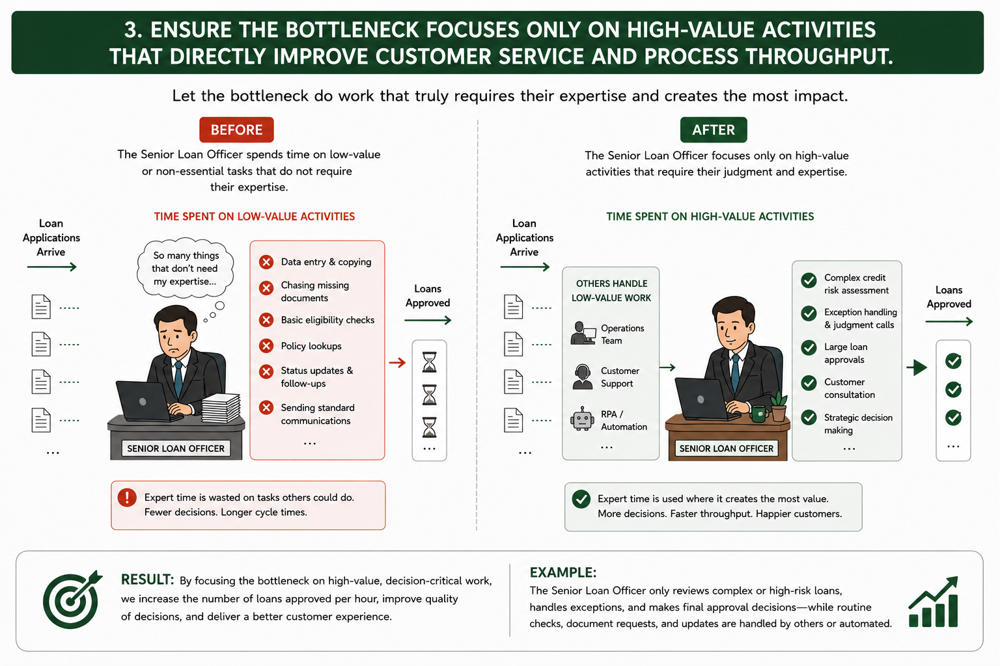 3. ENSURE THE BOTTLENECK FOCUSES ONLY ON HIGH-VALUE ACTIVITIES
THAT DIRECTLY IMPROVE CUSTOMER SERVICE AND PROCESS THROUGHPUT.
Let the bottleneck do work that truly requires their expertise and creates the most impact.
BEFORE
The Senior Loan Officer spends time on low-value
or non-essential tasks that do not require
their expertise.
TIME SPENT ON LOW-VALUE ACTIVITIES
Loan
Applications
Arrive
...
So many things
that don't need
my expertise...
SENIOR LOAN OFFICER
Data entry & copying
Chasing missing
documents
Basic eligibility checks
Policy lookups
Status updates &
follow-ups
Sending standard
communications
...
Loans
Approved
...
Expert time is wasted on tasks others could do.
Fewer decisions. Longer cycle times.
AFTER
The Senior Loan Officer focuses only on high-value
activities that require their judgment and expertise.
TIME SPENT ON HIGH-VALUE ACTIVITIES
Loan
Applications
Arrive
...
OTHERS HANDLE
LOW-VALUE WORK
Operations
Team
Customer
Support
RPA /
Automation
...
SENIOR LOAN OFFICER
Complex credit
risk assessment
Exception handling
& judgment calls
Large loan
approvals
Customer
consultation
Strategic decision
making
...
Loans
Approved
...
Expert time is used where it creates the most value.
More decisions. Faster throughput. Happier customers.
RESULT: By focusing the bottleneck on high-value, decision-critical work,
we increase the number of loans approved per hour, improve quality
of decisions, and deliver a better customer experience.
EXAMPLE:
The Senior Loan Officer only reviews complex or high-risk loans,
handles exceptions, and makes final approval decisions—while routine
checks, document requests, and updates are handled by others or automated.